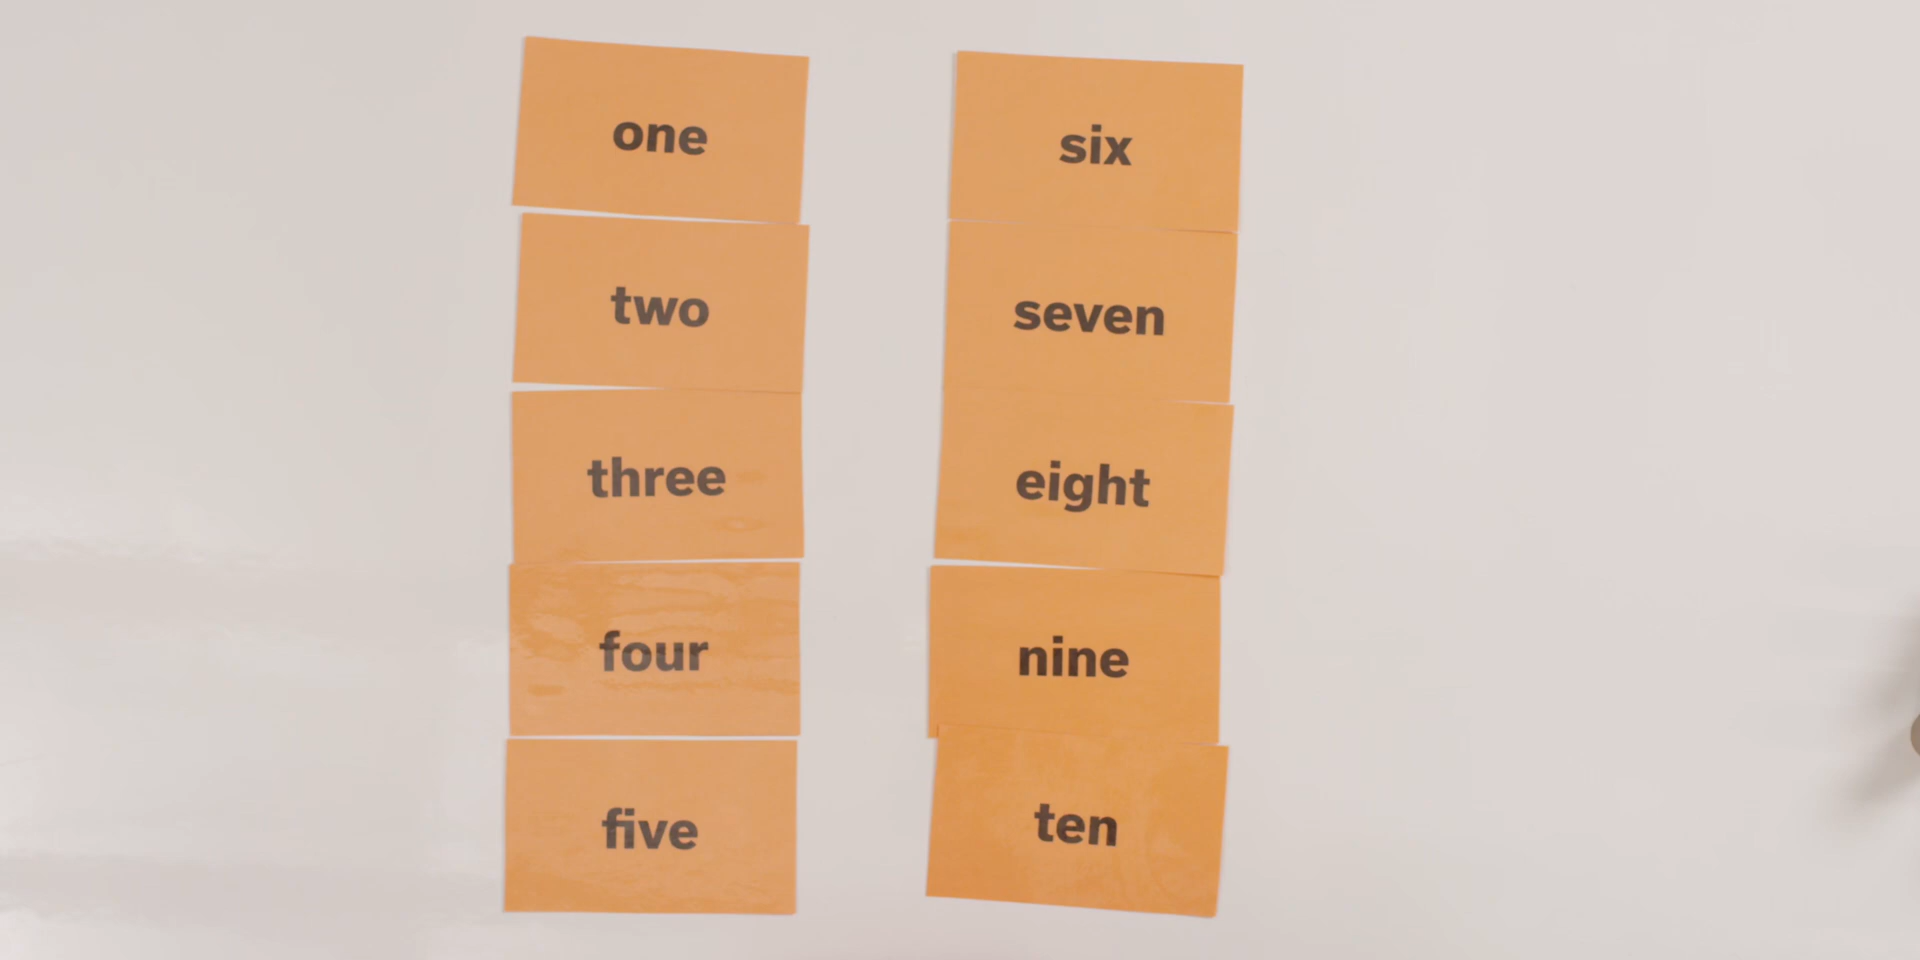 one
two
three
four
five
six
seven
eight
nine
ten